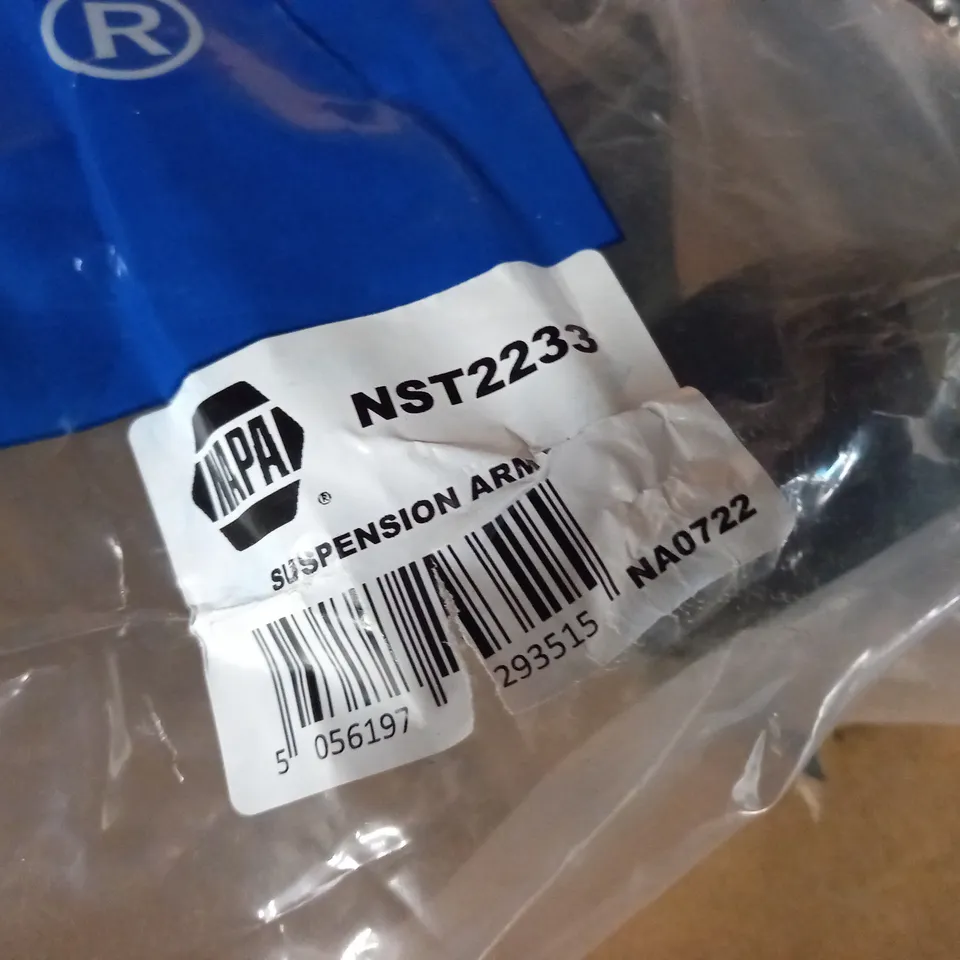 ®
NAPA ®
NST2233
SUSPENSION ARM
NA0722
5 056197 293515